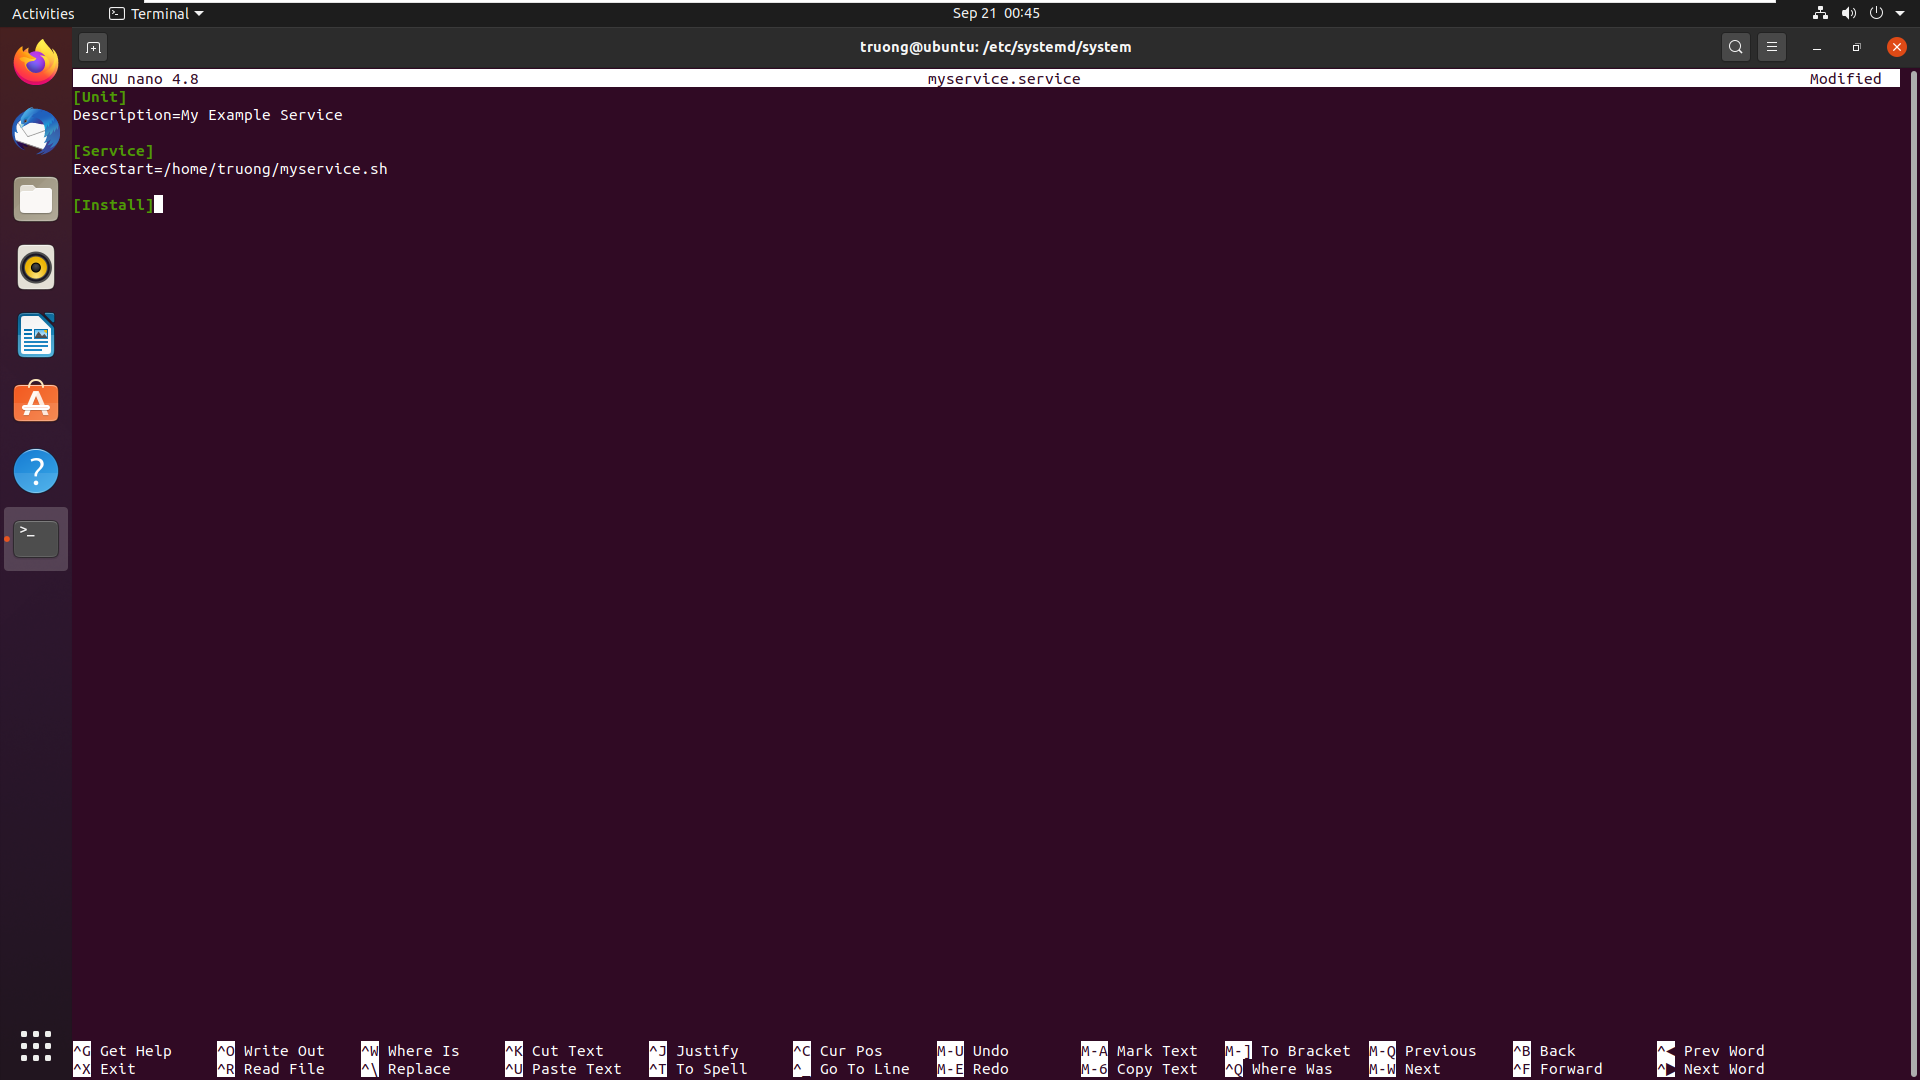 Activities Terminal Sep 21 00:45
truong@ubuntu: /etc/systemd/system
GNU nano 4.8 myservice.service Modified
[Unit]
Description=My Example Service
[Service]
ExecStart=/home/truong/myservice.sh
[Install]
^G Get Help ^O Write Out ^W Where Is ^K Cut Text ^J Justify ^C Cur Pos M-U Undo M-A Mark Text M-] To Bracket M-Q Previous ^B Back ^◀ Prev Word
^X Exit ^R Read File ^\ Replace ^U Paste Text ^T To Spell ^_ Go To Line M-E Redo M-6 Copy Text ^Q Where Was M-W Next ^F Forward ^▶ Next Word